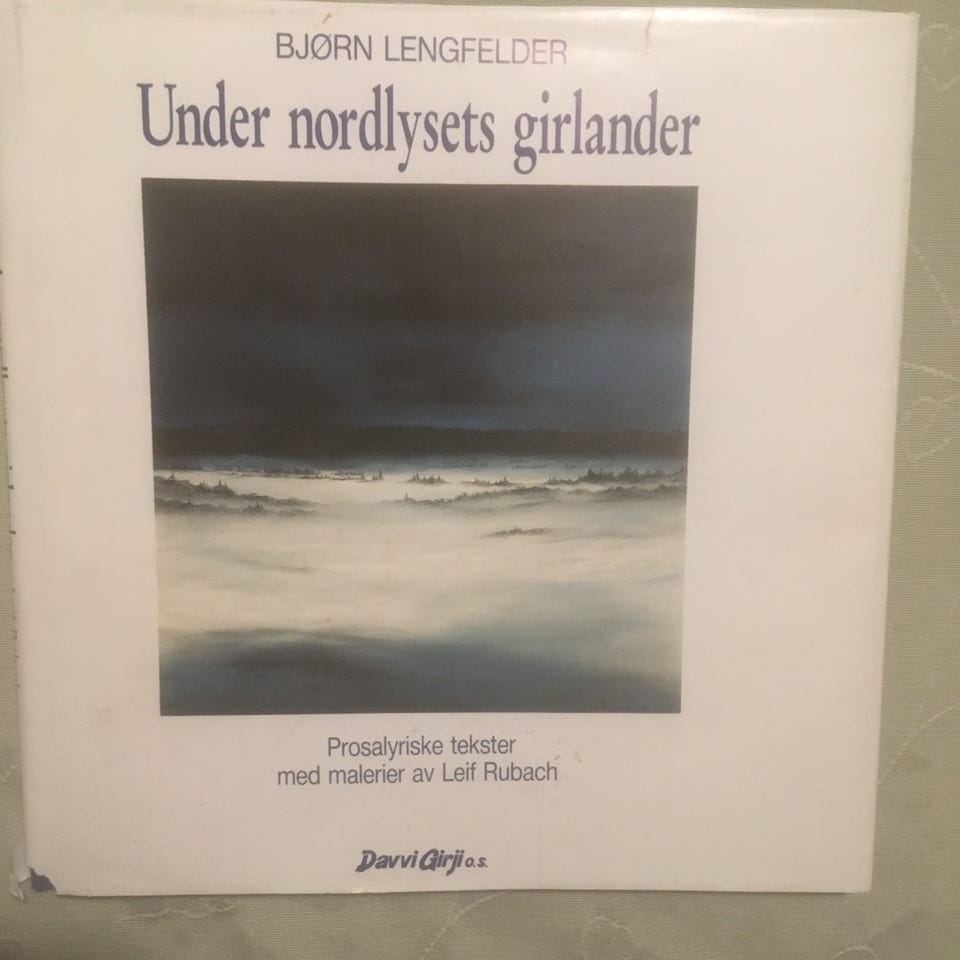 BJØRN LENGFELDER
Under nordlysets girlander
Prosalyriske tekster
med malerier av Leif Rubach
Davvi Girji o.s.